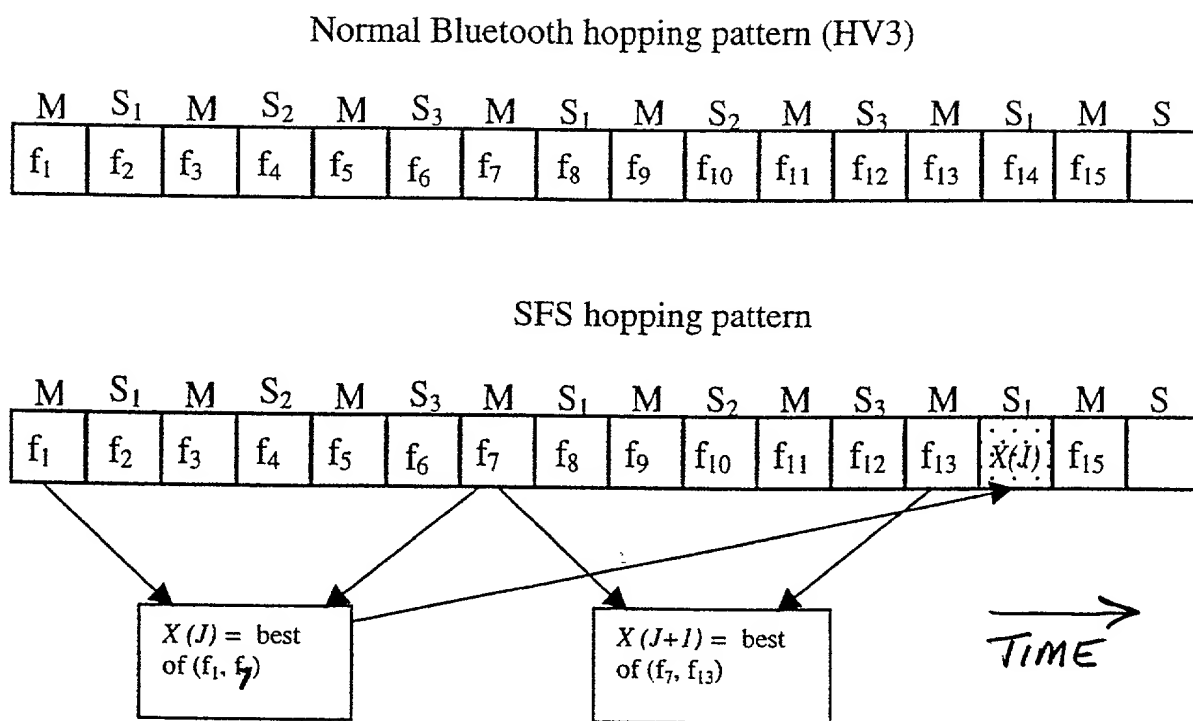 Normal Bluetooth hopping pattern (HV3)
M S₁ M S₂ M S₃ M S₁ M S₂ M S₃ M S₁ M S
f₁ f₂ f₃ f₄ f₅ f₆ f₇ f₈ f₉ f₁₀ f₁₁ f₁₂ f₁₃ f₁₄ f₁₅
SFS hopping pattern
M S₁ M S₂ M S₃ M S₁ M S₂ M S₃ M S₁ M S
f₁ f₂ f₃ f₄ f₅ f₆ f₇ f₈ f₉ f₁₀ f₁₁ f₁₂ f₁₃ X(J) f₁₅
X(J) = best
of (f₁, f₇)
X(J+1) = best
of (f₇, f₁₃)
TIME